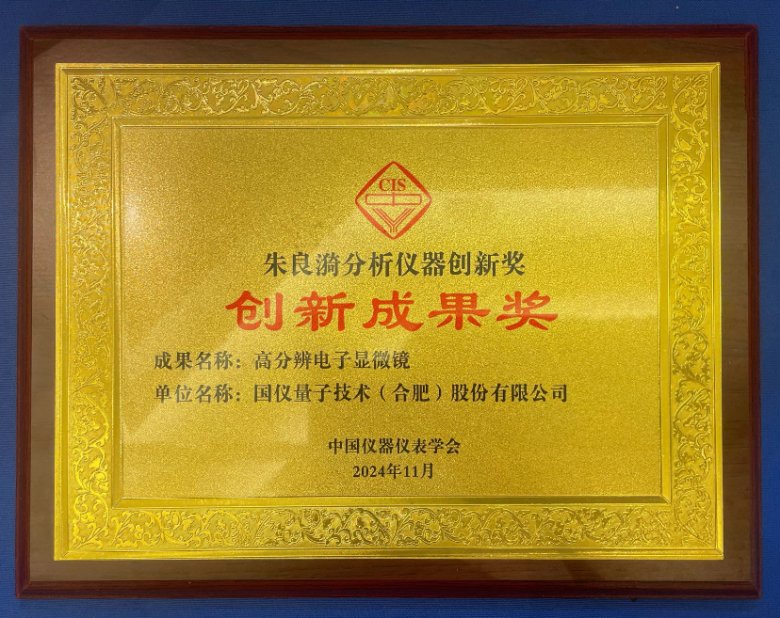 CIS
朱良漪分析仪器创新奖
创新成果奖
成果名称：高分辨电子显微镜
单位名称：国仪量子技术（合肥）股份有限公司
中国仪器仪表学会
2024年11月